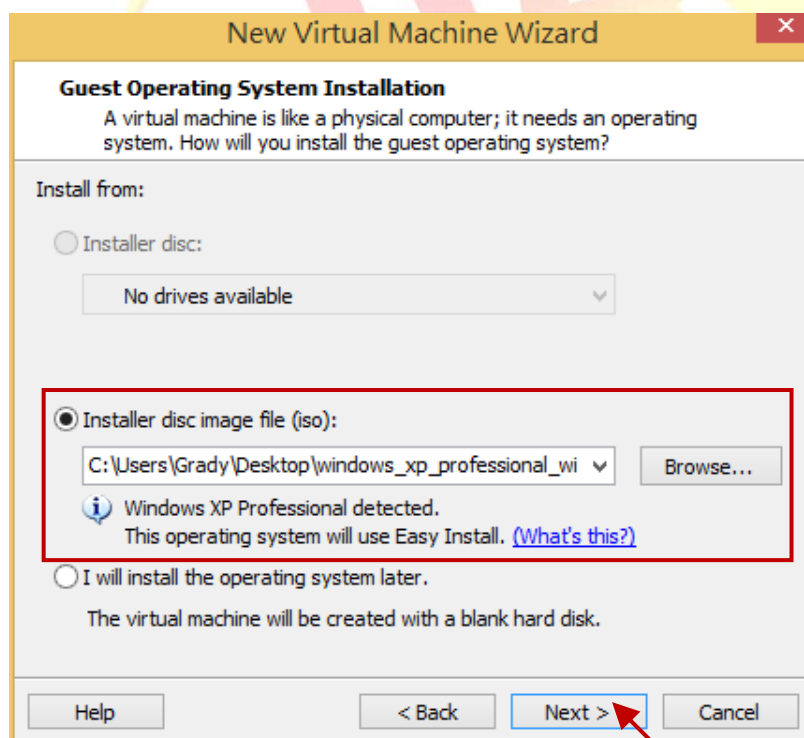 New Virtual Machine Wizard
Guest Operating System Installation
A virtual machine is like a physical computer; it needs an operating
system. How will you install the guest operating system?
Install from:
Installer disc:
No drives available
Installer disc image file (iso):
C:\Users\Grady\Desktop\windows_xp_professional_wi
Browse...
Windows XP Professional detected.
This operating system will use Easy Install. (What's this?)
I will install the operating system later.
The virtual machine will be created with a blank hard disk.
Help
< Back
Next >
Cancel